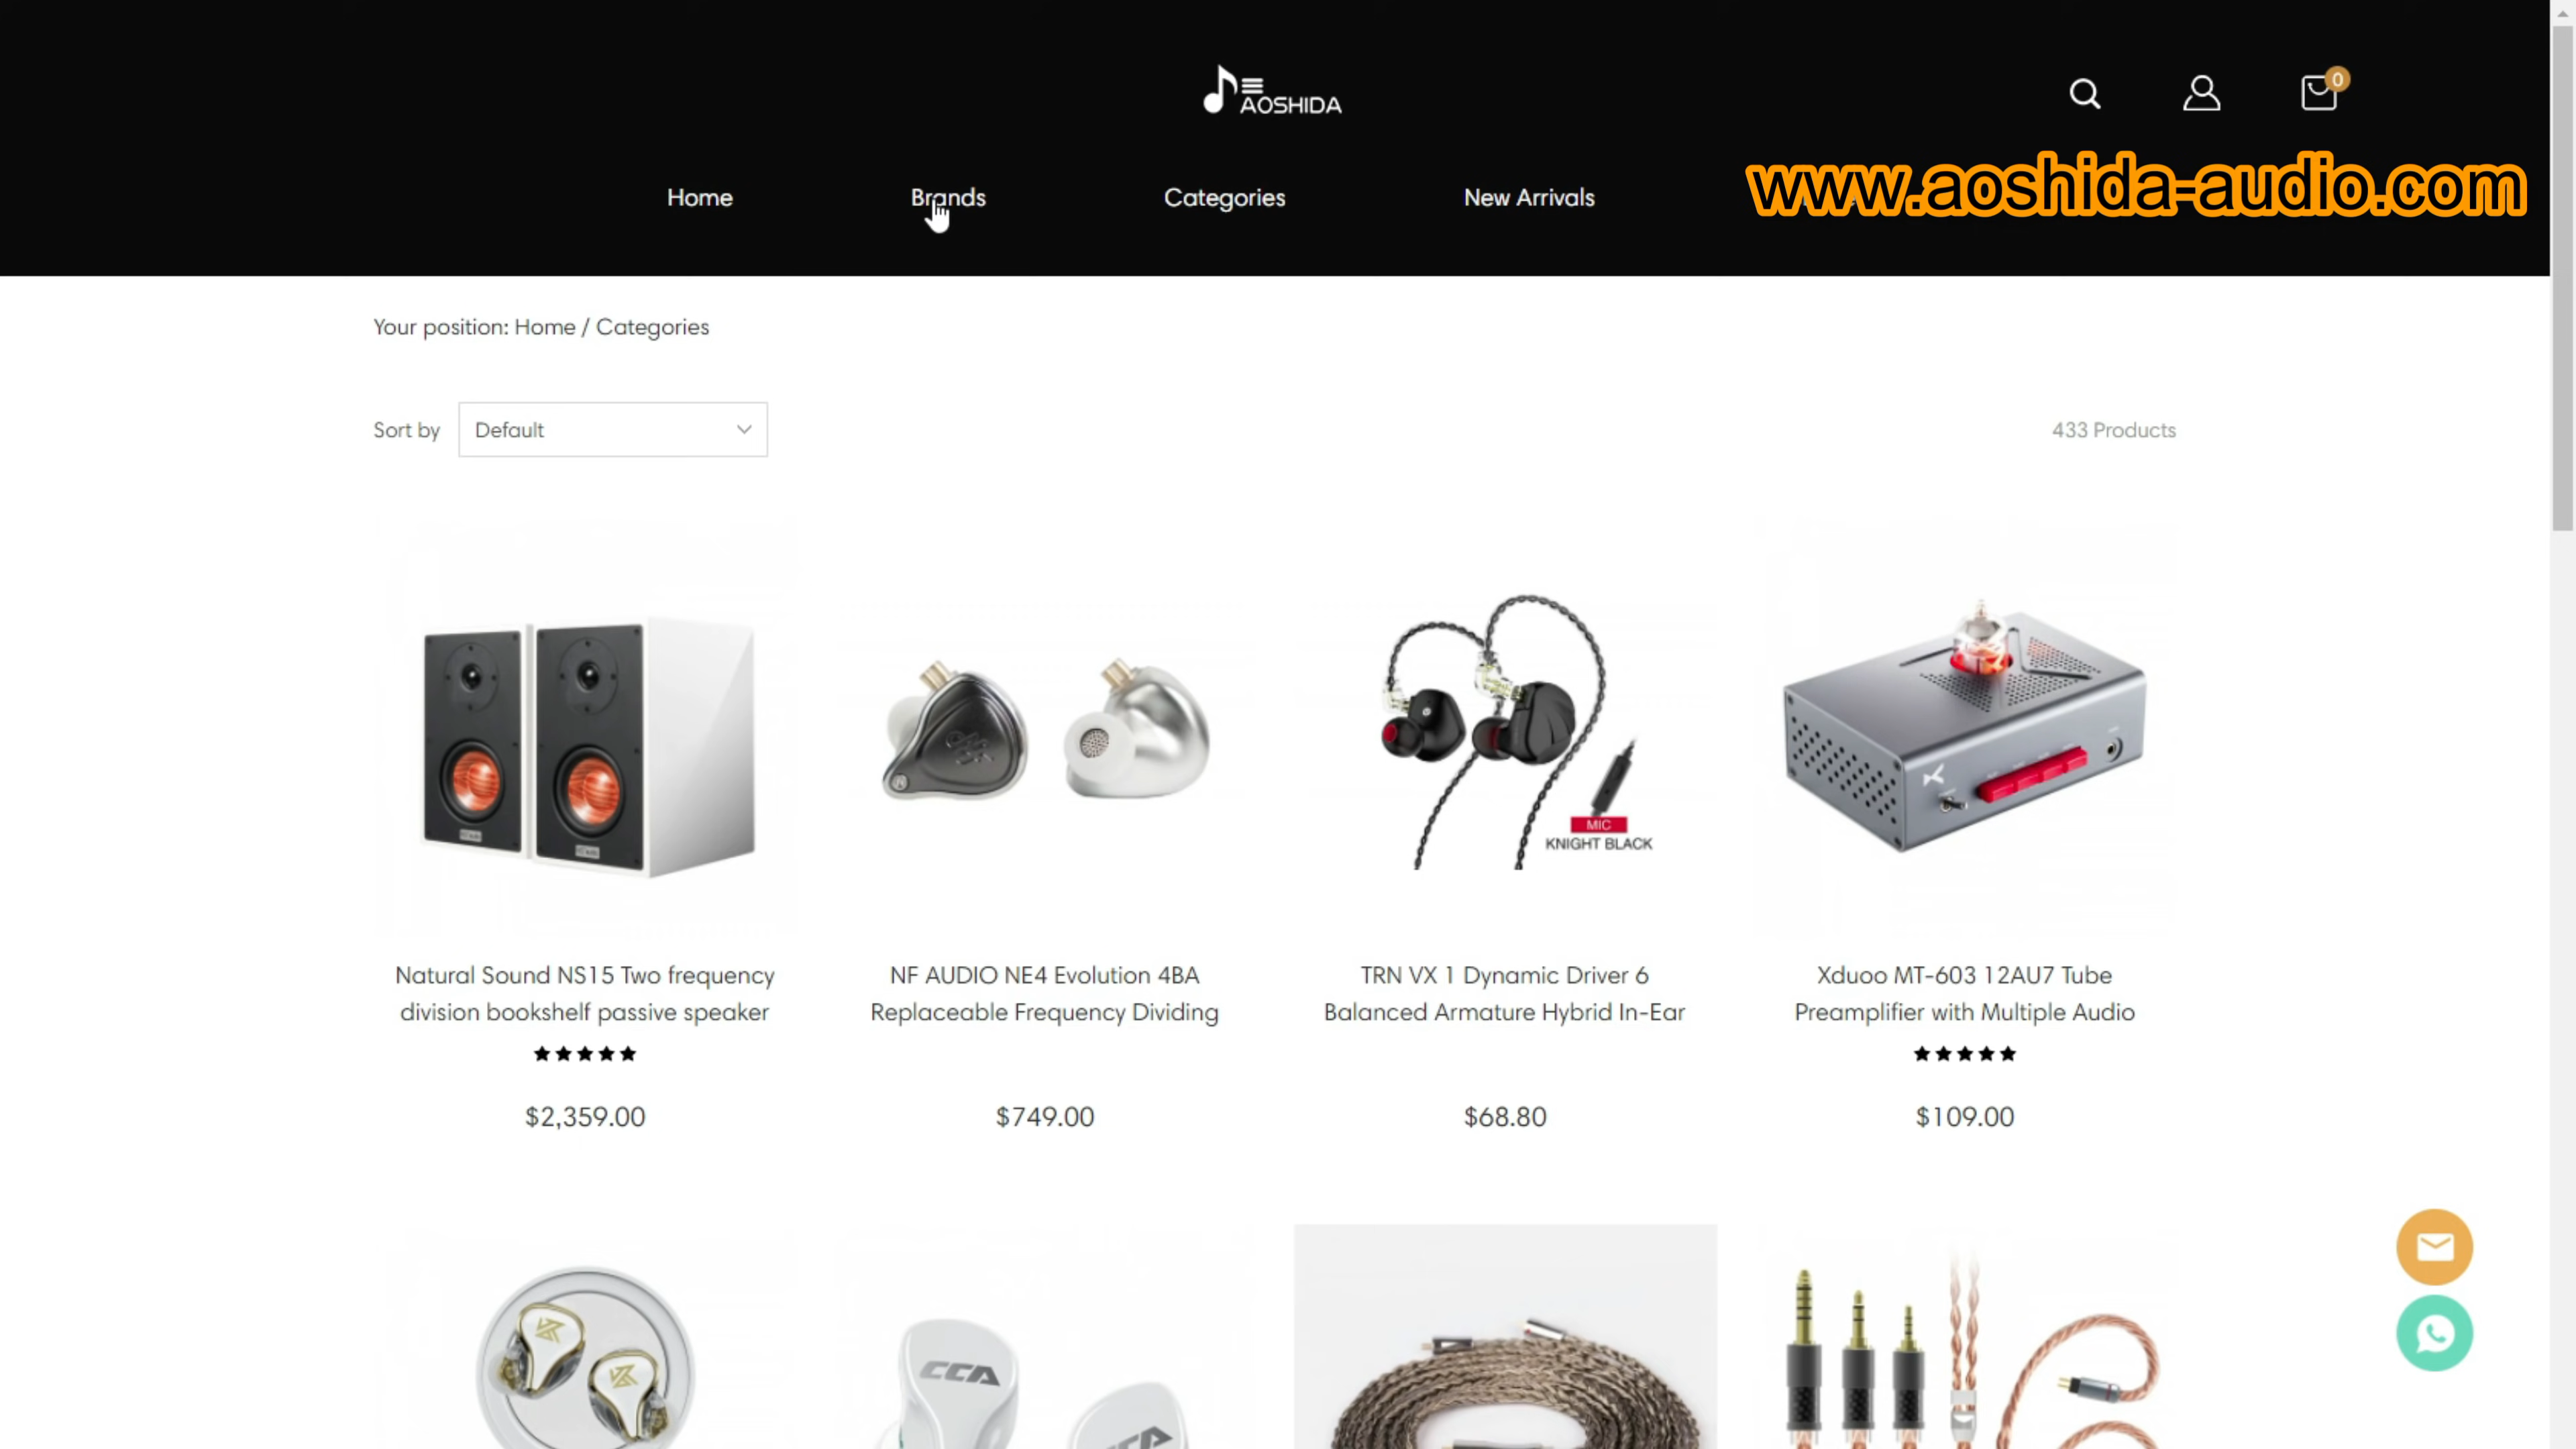 AOSHIDA
0
www.aoshida-audio.com
Home
Brands
Categories
New Arrivals
Your position: Home / Categories
Sort by
Default
433 Products
MIC
KNIGHT BLACK
Natural Sound NS15 Two frequency
division bookshelf passive speaker
$2,359.00
NF AUDIO NE4 Evolution 4BA
Replaceable Frequency Dividing
$749.00
TRN VX 1 Dynamic Driver 6
Balanced Armature Hybrid In-Ear
$68.80
Xduoo MT-603 12AU7 Tube
Preamplifier with Multiple Audio
$109.00
CCA
CCA